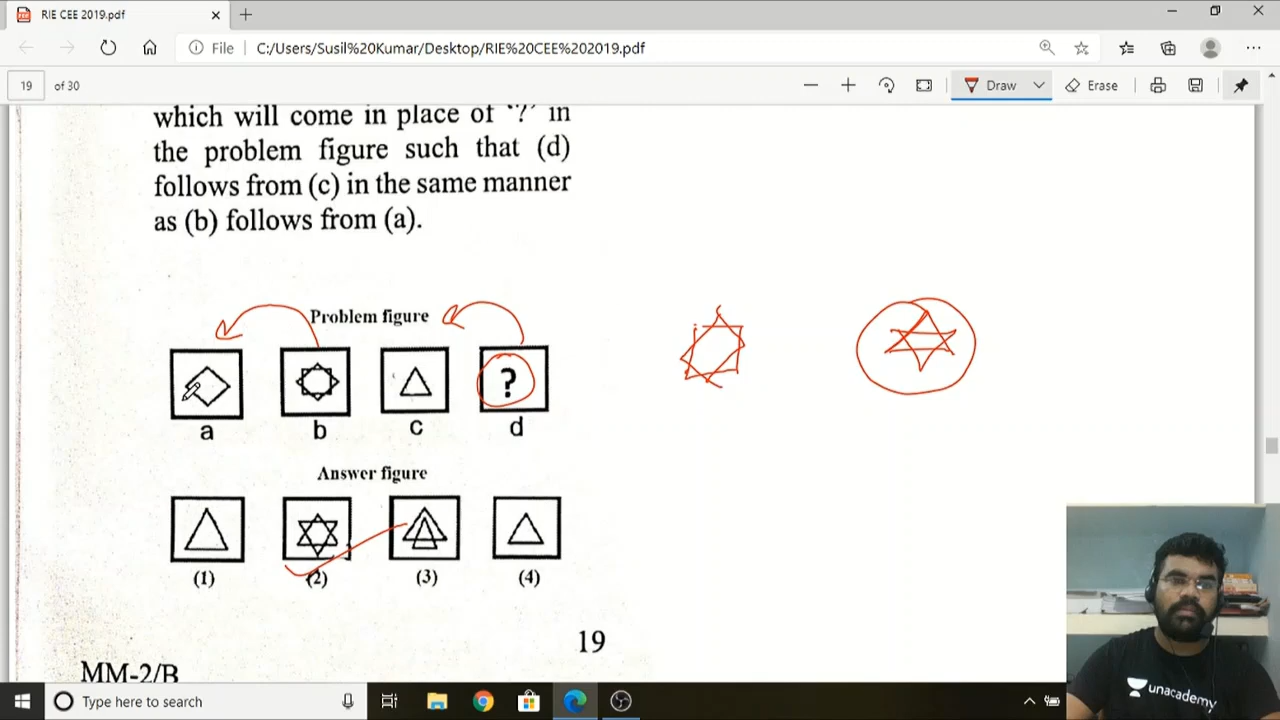 RIE CEE 2019.pdf
File C:/Users/Susil%20Kumar/Desktop/RIE%20CEE%202019.pdf
19 of 30 Draw Erase
which will come in place of '?' in
the problem figure such that (d)
follows from (c) in the same manner
as (b) follows from (a).
Problem figure
?
a b c d
Answer figure
(1) (2) (3) (4)
19
MM-2/B
unacademy
Type here to search